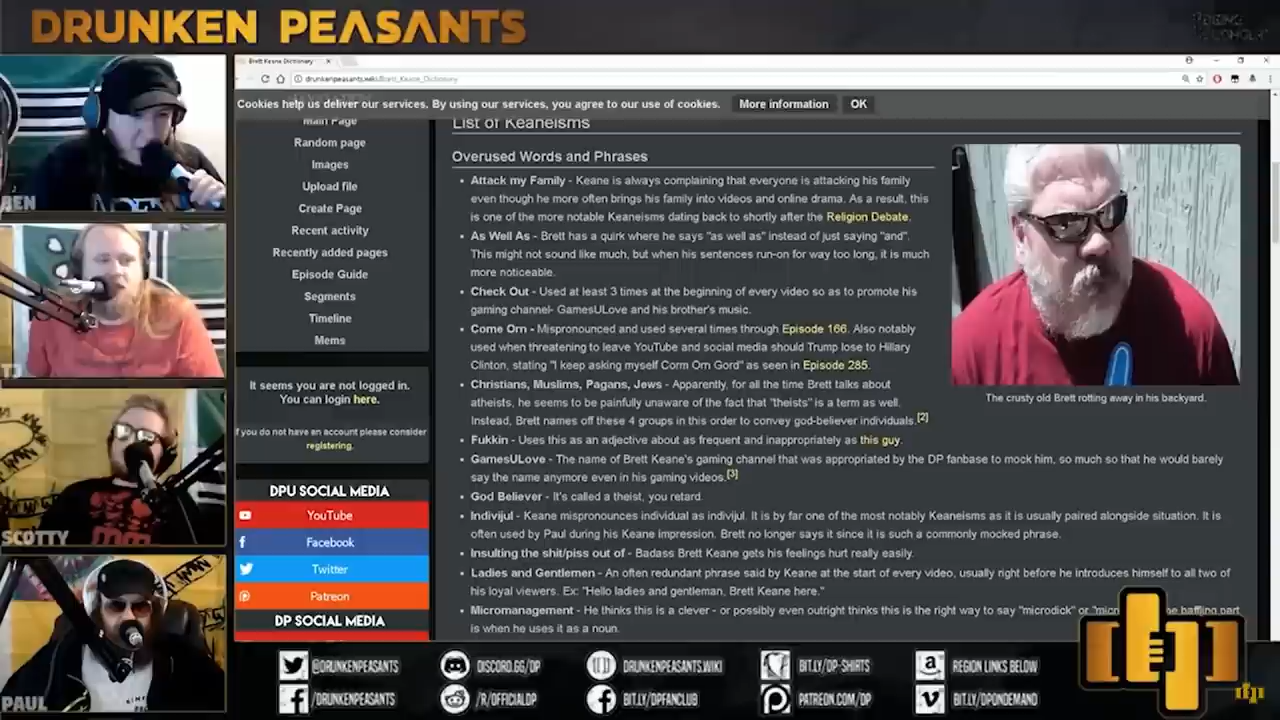 DRUNKEN PEASANTS
BEN
TJ
SCOTTY
PAUL
Brett Keane Dictionary
drunkenpeasants.wiki/Brett_Keane_Dictionary
Cookies help us deliver our services. By using our services, you agree to our use of cookies.
More information
OK
Main Page
Random page
Images
Upload file
Create Page
Recent activity
Recently added pages
Episode Guide
Segments
Timeline
Mems
It seems you are not logged in.
You can login here.
If you do not have an account please consider
registering.
DPU SOCIAL MEDIA
YouTube
Facebook
Twitter
Patreon
DP SOCIAL MEDIA
List of Keaneisms
Overused Words and Phrases
Attack my Family - Keane is always complaining that everyone is attacking his family
even though he more often brings his family into videos and online drama. As a result, this
is one of the more notable Keaneisms dating back to shortly after the Religion Debate.
As Well As - Brett has a quirk where he says "as well as" instead of just saying "and".
This might not sound like much, but when his sentences run-on for way too long, it is much
more noticeable.
Check Out - Used at least 3 times at the beginning of every video so as to promote his
gaming channel- GamesULove and his brother's music.
Come Orn - Mispronounced and used several times through Episode 166. Also notably
used when threatening to leave YouTube and social media should Trump lose to Hillary
Clinton, stating "I keep asking myself Corm Orn Gord" as seen in Episode 285.
Christians, Muslims, Pagans, Jews - Apparently, for all the time Brett talks about
atheists, he seems to be painfully unaware of the fact that "theists" is a term as well.
Instead, Brett names off these 4 groups in this order to convey god-believer individuals.[2]
Fukkin - Uses this as an adjective about as frequent and inappropriately as this guy.
GamesULove - The name of Brett Keane's gaming channel that was appropriated by the DP fanbase to mock him, so much so that he would barely
say the name anymore even in his gaming videos.[3]
God Believer - It's called a theist, you retard.
Indivijul - Keane mispronounces individual as indivijul. It is by far one of the most notably Keaneisms as it is usually paired alongside situation. It is
often used by Paul during his Keane impression. Brett no longer says it since it is such a commonly mocked phrase.
Insulting the shit/piss out of - Badass Brett Keane gets his feelings hurt really easily.
Ladies and Gentlemen - An often redundant phrase said by Keane at the start of every video, usually right before he introduces himself to all two of
his loyal viewers. Ex: "Hello ladies and gentleman, Brett Keane here."
Micromanagement - He thinks this is a clever - or possibly even outright thinks this is the right way to say "microdick" or
is when he uses it as a noun.
The crusty old Brett rotting away in his backyard.
@DRUNKENPEASANTS
DISCORD.GG/DP
DRUNKENPEASANTS.WIKI
BIT.LY/DP-SHIRTS
REGION LINKS BELOW
/DRUNKENPEASANTS
/R/OFFICIALDP
BIT.LY/DPFANCLUB
PATREON.COM/DP
BIT.LY/DPONDEMAND